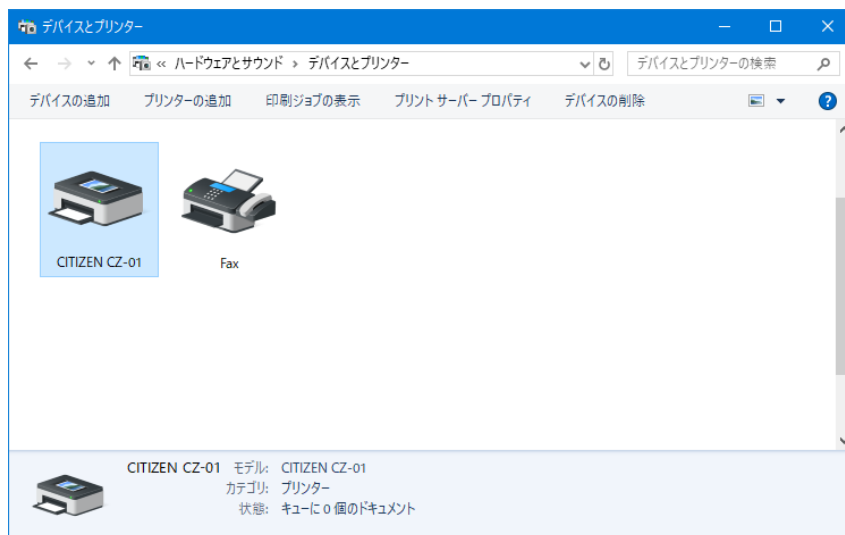 デバイスとプリンター
« ハードウェアとサウンド › デバイスとプリンター デバイスとプリンターの検索
デバイスの追加 プリンターの追加 印刷ジョブの表示 プリント サーバー プロパティ デバイスの削除
CITIZEN CZ-01 Fax
CITIZEN CZ-01 モデル: CITIZEN CZ-01
カテゴリ: プリンター
状態: キューに 0 個のドキュメント